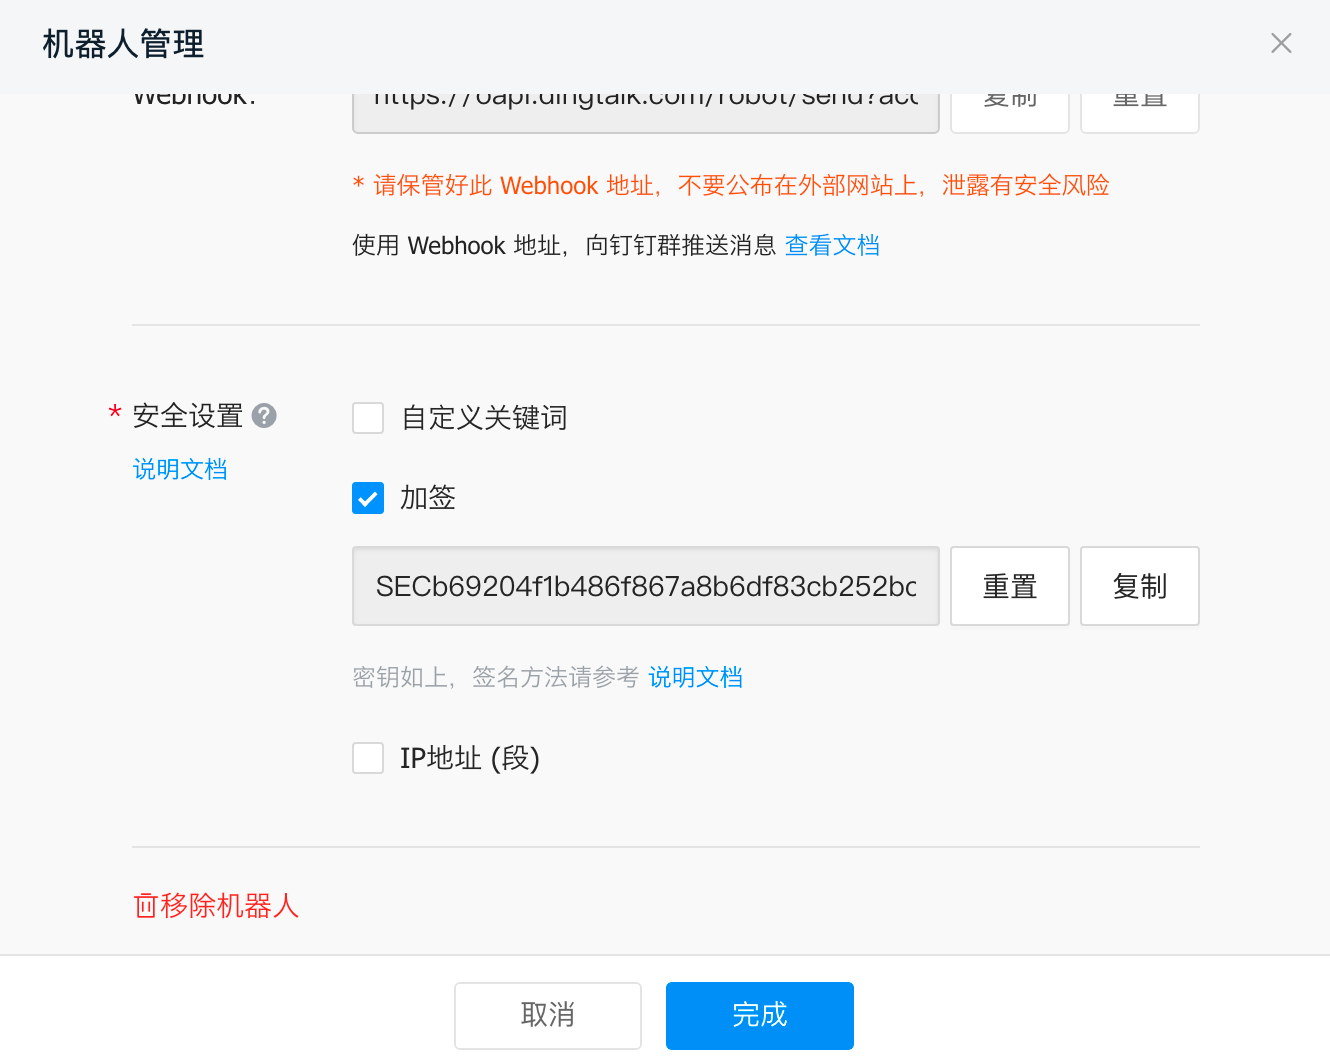 机器人管理
Webhook:
https://oapi.dingtalk.com/robot/send?acc
复制
重置
* 请保管好此 Webhook 地址，不要公布在外部网站上，泄露有安全风险
使用 Webhook 地址，向钉钉群推送消息 查看文档
* 安全设置 ?
说明文档
自定义关键词
加签
SECb69204f1b486f867a8b6df83cb252bc
重置
复制
密钥如上，签名方法请参考 说明文档
IP地址 (段)
移除机器人
取消
完成